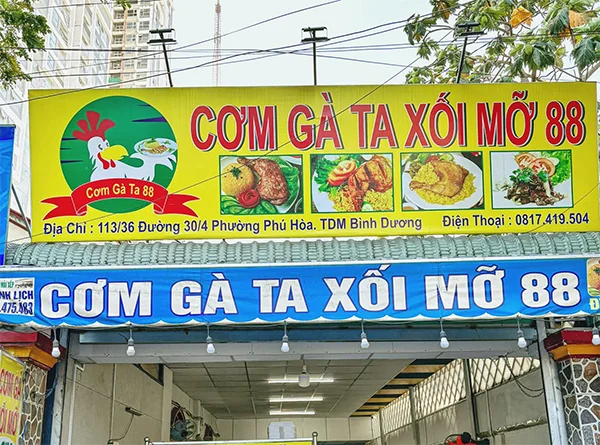 CƠM GÀ TA XỐI MỠ 88
Cơm Gà Ta 88
Địa Chỉ : 113/36 Đường 30/4 Phường Phú Hòa. TDM Bình Dương
Điện Thoại : 0817.419.504
CƠM GÀ TA XỐI MỠ 88